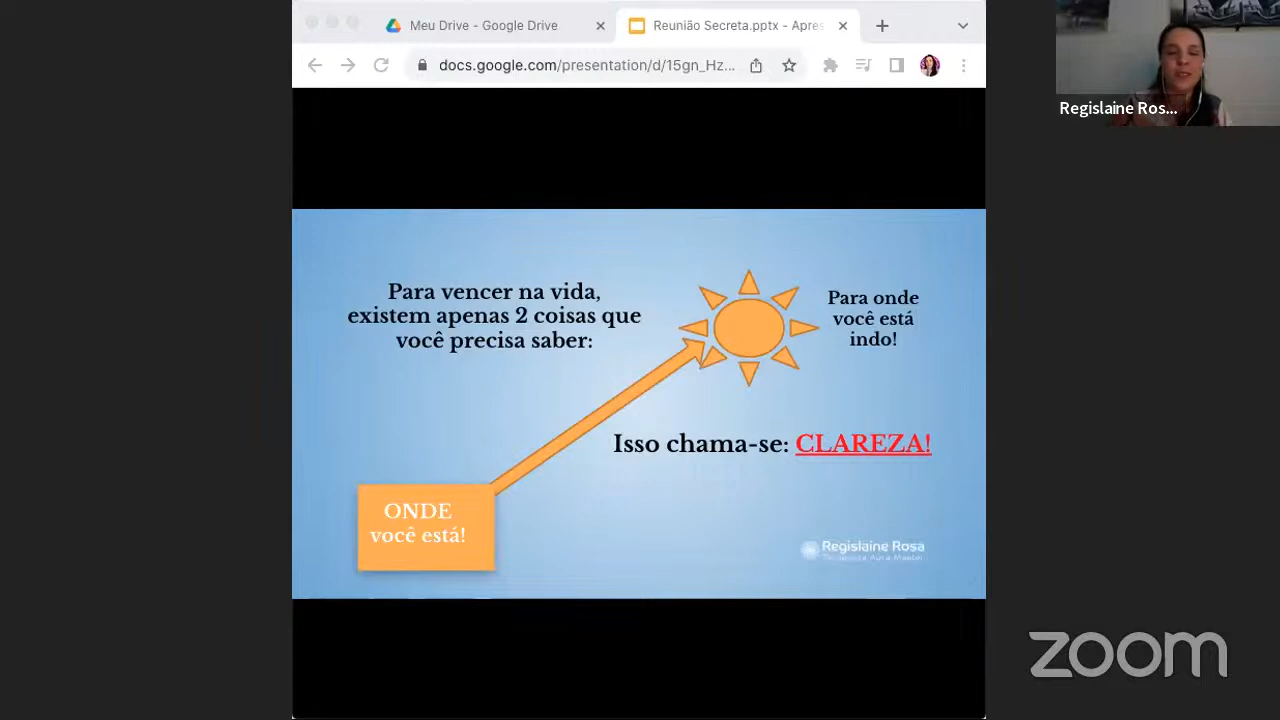 Meu Drive - Google Drive
Reunião Secreta.pptx - Apres
docs.google.com/presentation/d/15gn_Hz...
Regislaine Ros...
Para vencer na vida,
existem apenas 2 coisas que
você precisa saber:
Para onde
você está
indo!
Isso chama-se: CLAREZA!
ONDE
você está!
Regislaine Rosa
zoom